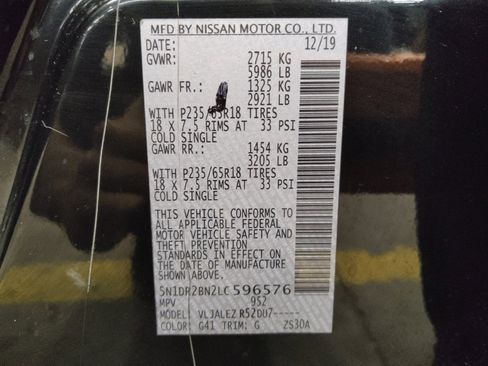 MFD BY NISSAN MOTOR CO., LTD.
DATE: 12/19
GVWR: 2715 KG
5986 LB
GAWR FR.: 1325 KG
2921 LB
WITH P235/65R18 TIRES
18 X 7.5 RIMS AT 33 PSI
COLD SINGLE
GAWR RR.: 1454 KG
3205 LB
WITH P235/65R18 TIRES
18 X 7.5 RIMS AT 33 PSI
COLD SINGLE
THIS VEHICLE CONFORMS TO
ALL APPLICABLE FEDERAL
MOTOR VEHICLE SAFETY AND
THEFT PREVENTION
STANDARDS IN EFFECT ON
THE DATE OF MANUFACTURE
SHOWN ABOVE.
5N1DR2BN2LC596576
MPV 952
MODEL: VLJALEZ R52DU7-----
COLOR: G41 TRIM: G ZS30A